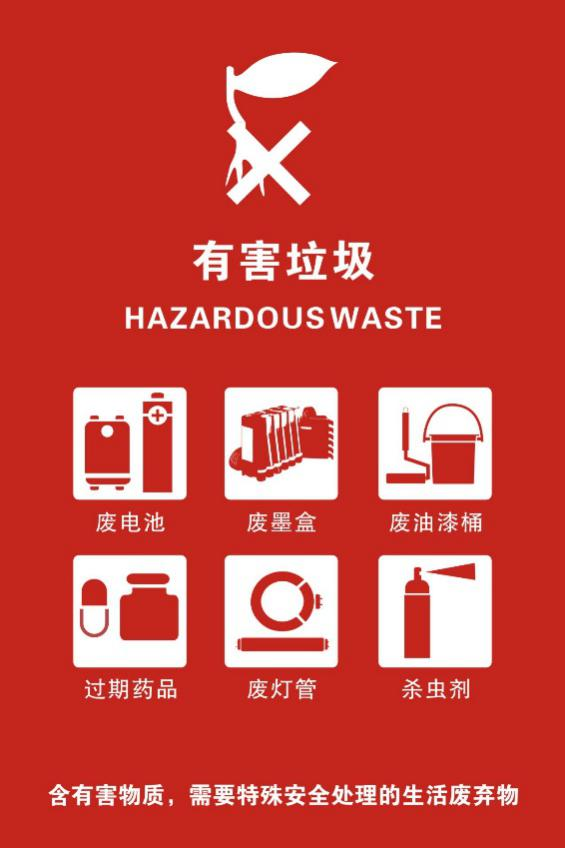 有害垃圾
HAZARDOUS WASTE
废电池
废墨盒
废油漆桶
过期药品
废灯管
杀虫剂
含有害物质，需要特殊安全处理的生活废弃物